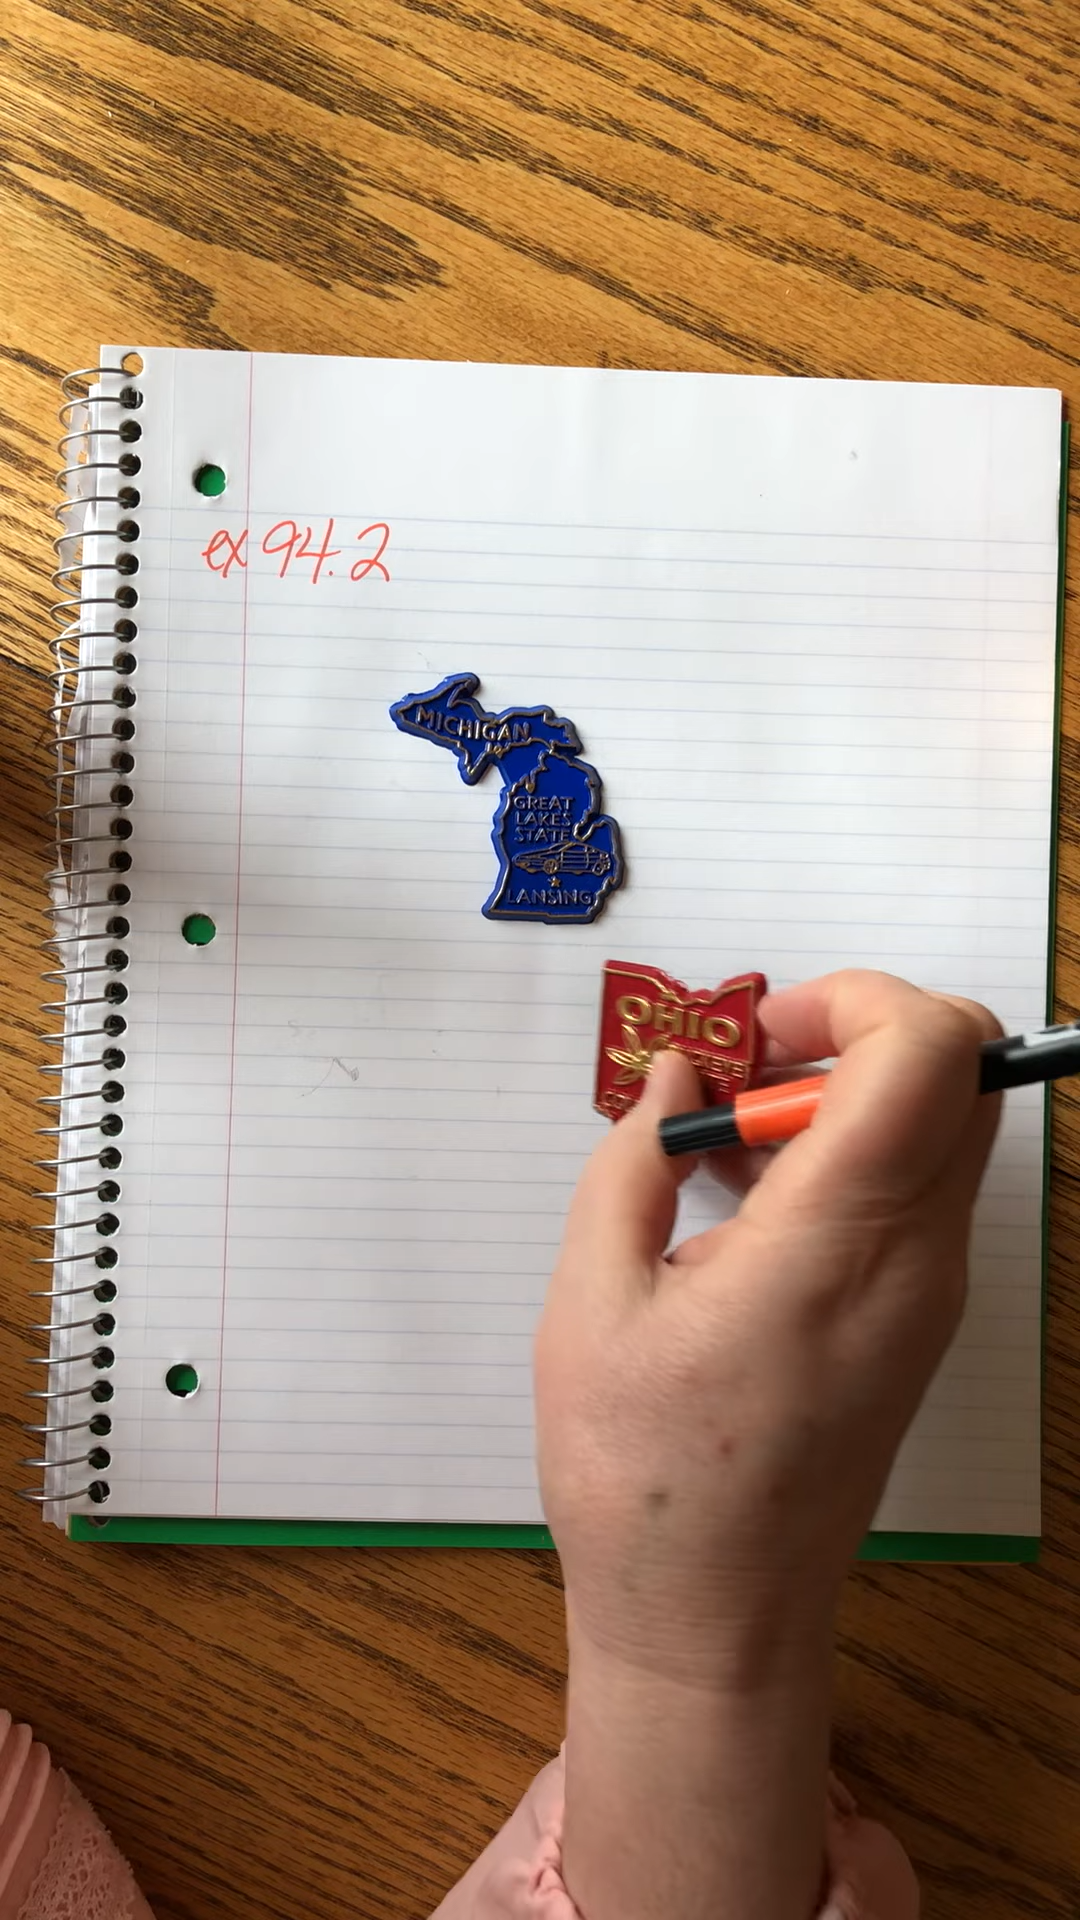 ex 94.2
MICHIGAN
GREAT
LAKES
STATE
LANSING
OHIO